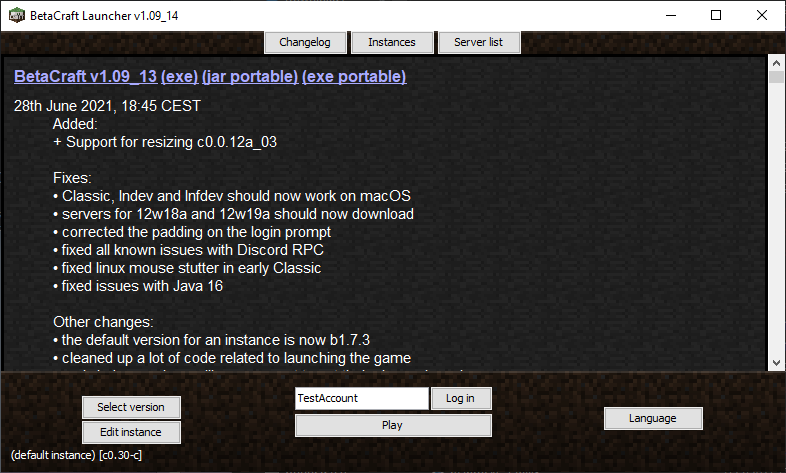 BetaCraft Launcher v1.09_14
Changelog
Instances
Server list
BetaCraft v1.09_13 (exe) (jar portable) (exe portable)
28th June 2021, 18:45 CEST
Added:
+ Support for resizing c0.0.12a_03
Fixes:
• Classic, Indev and Infdev should now work on macOS
• servers for 12w18a and 12w19a should now download
• corrected the padding on the login prompt
• fixed all known issues with Discord RPC
• fixed linux mouse stutter in early Classic
• fixed issues with Java 16
Other changes:
• the default version for an instance is now b1.7.3
• cleaned up a lot of code related to launching the game
Select version
Edit instance
(default instance) [c0.30-c]
TestAccount
Log in
Play
Language